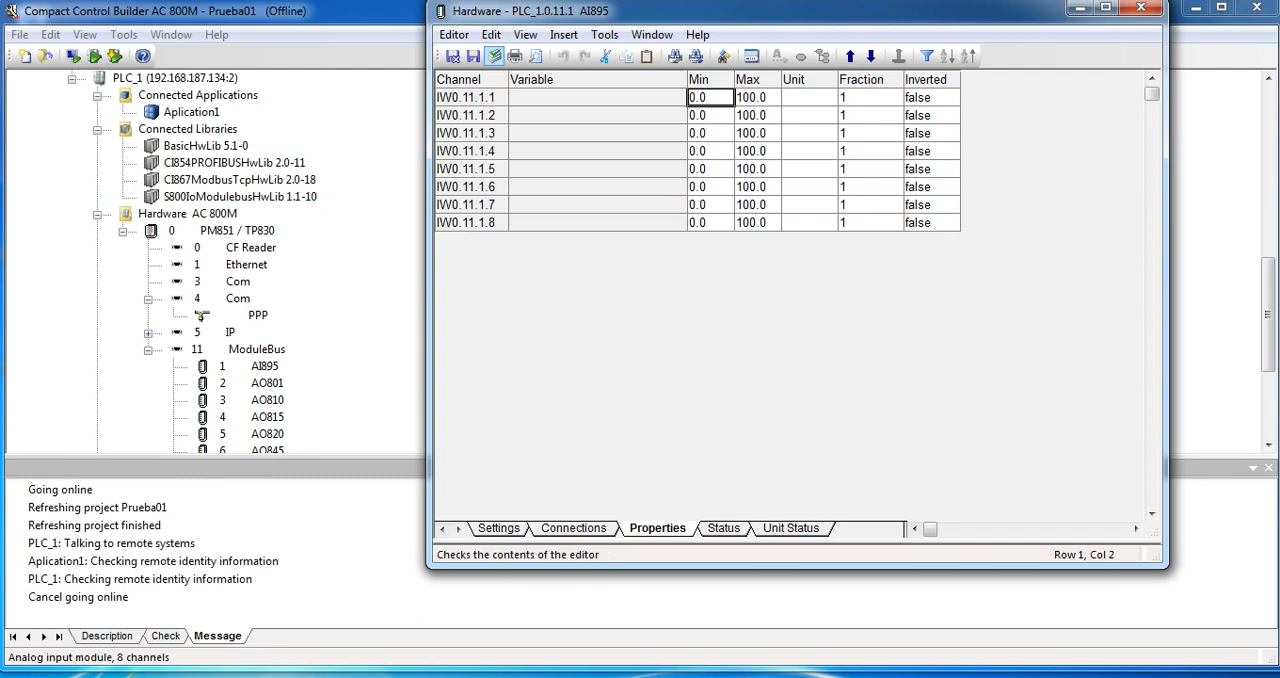 Compact Control Builder AC 800M - Prueba01 (Offline)
File Edit View Tools Window Help
PLC_1 (192.168.187.134:2)
Connected Applications
Aplication1
Connected Libraries
BasicHwLib 5.1-0
CI854PROFIBUSHwLib 2.0-11
CI867ModbusTcpHwLib 2.0-18
S800IoModulebusHwLib 1.1-10
Hardware AC 800M
0 PM851 / TP830
0 CF Reader
1 Ethernet
3 Com
4 Com
PPP
5 IP
11 ModuleBus
1 AI895
2 AO801
3 AO810
4 AO815
5 AO820
6 AO845
Hardware - PLC_1.0.11.1 AI895
Editor Edit View Insert Tools Window Help
Channel Variable Min Max Unit Fraction Inverted
IW0.11.1.1 0.0 100.0 1 false
IW0.11.1.2 0.0 100.0 1 false
IW0.11.1.3 0.0 100.0 1 false
IW0.11.1.4 0.0 100.0 1 false
IW0.11.1.5 0.0 100.0 1 false
IW0.11.1.6 0.0 100.0 1 false
IW0.11.1.7 0.0 100.0 1 false
IW0.11.1.8 0.0 100.0 1 false
Settings Connections Properties Status Unit Status
Checks the contents of the editor Row 1, Col 2
Going online
Refreshing project Prueba01
Refreshing project finished
PLC_1: Talking to remote systems
Aplication1: Checking remote identity information
PLC_1: Checking remote identity information
Cancel going online
Description Check Message
Analog input module, 8 channels